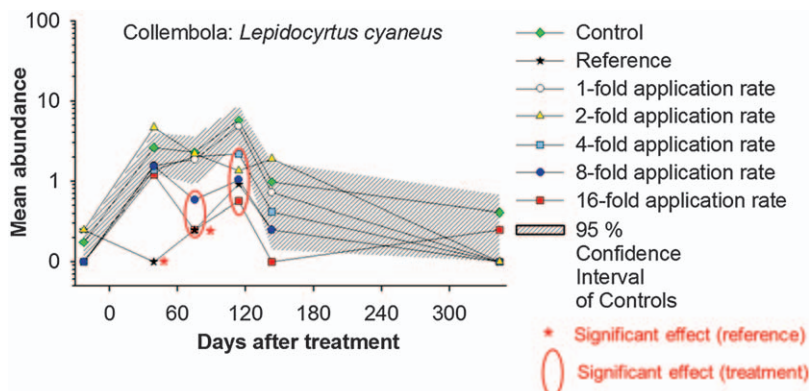 Collembola: Lepidocyrtus cyaneus
100
10
1
0
Mean abundance
0 60 120 180 240 300
Days after treatment
Control
Reference
1-fold application rate
2-fold application rate
4-fold application rate
8-fold application rate
16-fold application rate
95 %
Confidence
Interval
of Controls
Significant effect (reference)
Significant effect (treatment)